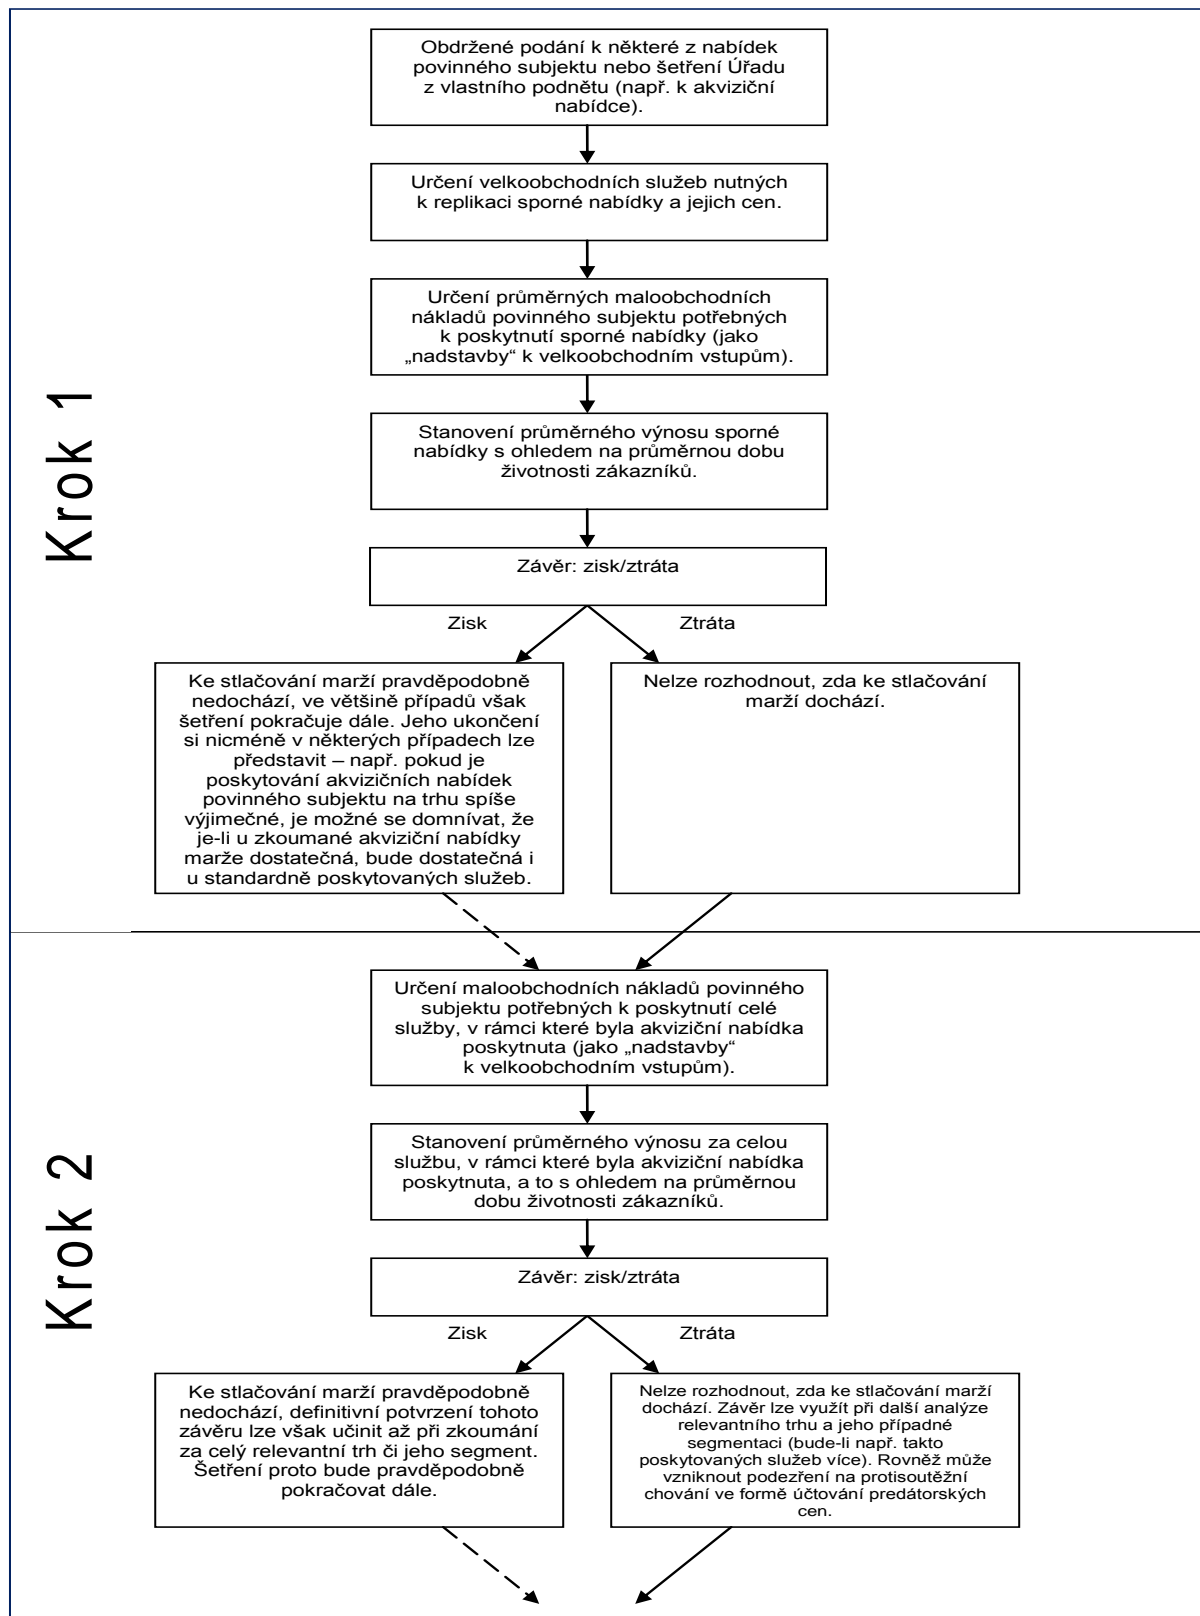 Krok 1
Obdržené podání k některé z nabídek
povinného subjektu nebo šetření Úřadu
z vlastního podnětu (např. k akviziční
nabídce).
Určení velkoobchodních služeb nutných
k replikaci sporné nabídky a jejich cen.
Určení průměrných maloobchodních
nákladů povinného subjektu potřebných
k poskytnutí sporné nabídky (jako
„nadstavby“ k velkoobchodním vstupům).
Stanovení průměrného výnosu sporné
nabídky s ohledem na průměrnou dobu
životnosti zákazníků.
Závěr: zisk/ztráta
Zisk
Ztráta
Ke stlačování marží pravděpodobně
nedochází, ve většině případů však
šetření pokračuje dále. Jeho ukončení
si nicméně v některých případech lze
představit – např. pokud je
poskytování akvizičních nabídek
povinného subjektu na trhu spíše
výjimečné, je možné se domnívat, že
je-li u zkoumané akviziční nabídky
marže dostatečná, bude dostatečná i
u standardně poskytovaných služeb.
Nelze rozhodnout, zda ke stlačování
marží dochází.
Krok 2
Určení maloobchodních nákladů povinného
subjektu potřebných k poskytnutí celé
služby, v rámci které byla akviziční nabídka
poskytnuta (jako „nadstavby“
k velkoobchodním vstupům).
Stanovení průměrného výnosu za celou
službu, v rámci které byla akviziční nabídka
poskytnuta, a to s ohledem na průměrnou
dobu životnosti zákazníků.
Závěr: zisk/ztráta
Zisk
Ztráta
Ke stlačování marží pravděpodobně
nedochází, definitivní potvrzení tohoto
závěru lze však učinit až při zkoumání
za celý relevantní trh či jeho segment.
Šetření proto bude pravděpodobně
pokračovat dále.
Nelze rozhodnout, zda ke stlačování marží
dochází. Závěr lze využít při další analýze
relevantního trhu a jeho případné
segmentaci (bude-li např. takto
poskytovaných služeb více). Rovněž může
vzniknout podezření na protisoutěžní
chování ve formě účtování predátorských
cen.